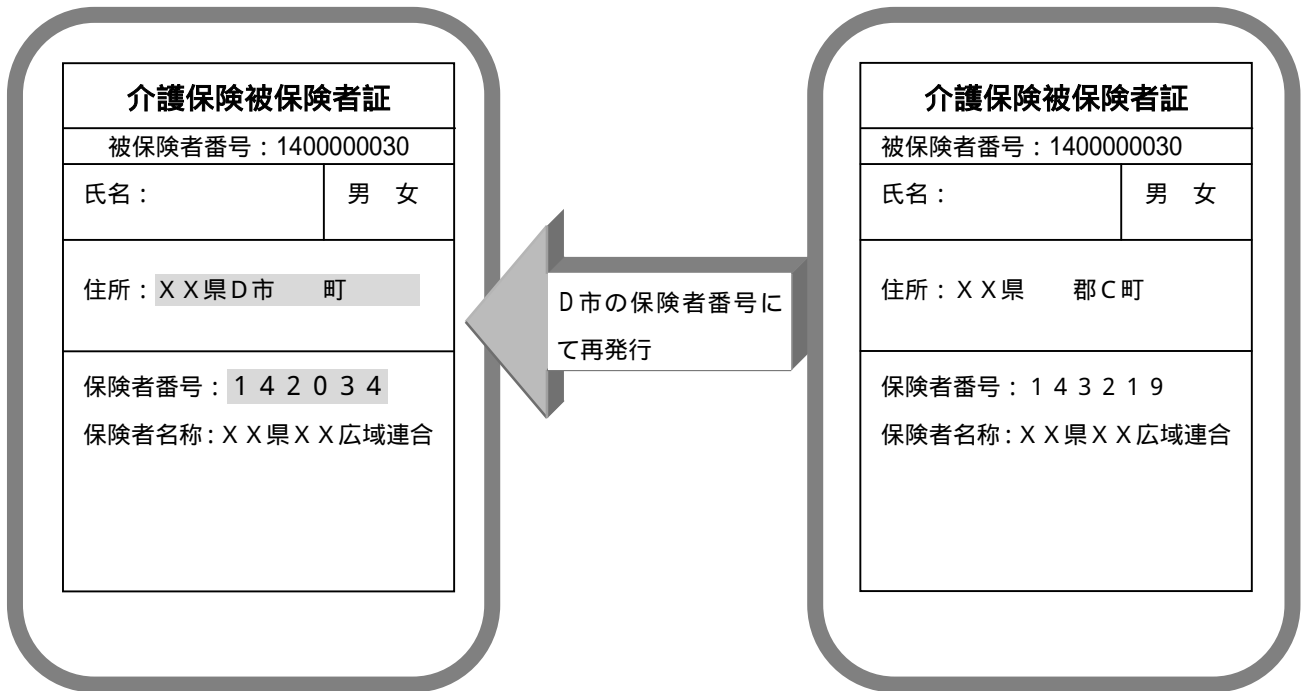 介護保険被保険者証
被保険者番号：1400000030
氏名：
男　女
住所：ＸＸ県Ｄ市　　町
保険者番号：１４２０３４
保険者名称：ＸＸ県ＸＸ広域連合
Ｄ市の保険者番号に
て再発行
介護保険被保険者証
被保険者番号：1400000030
氏名：
男　女
住所：ＸＸ県　　郡Ｃ町
保険者番号：１４３２１９
保険者名称：ＸＸ県ＸＸ広域連合